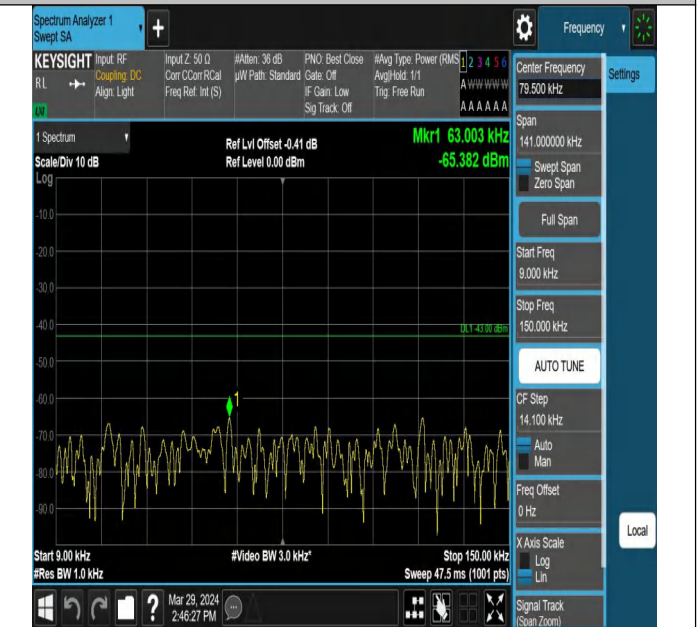 Spectrum Analyzer 1
Swept SA
+
Frequency
KEYSIGHT
RL
Input: RF
Coupling: DC
Align: Light
Input Z: 50 Ω
Corr CCorr RCal
Freq Ref: Int (S)
#Atten: 36 dB
µW Path: Standard
PNO: Best Close
Gate: Off
IF Gain: Low
Sig Track: Off
#Avg Type: Power (RMS
Avg|Hold: 1/1
Trig: Free Run
1 2 3 4 5 6
A W W W W W
A A A A A A
1 Spectrum
Scale/Div 10 dB
Log
Ref Lvl Offset -0.41 dB
Ref Level 0.00 dBm
Mkr1 63.003 kHz
-65.382 dBm
-10.0
-20.0
-30.0
-40.0
DL1 -43.00 dBm
-50.0
-60.0
1
-70.0
-80.0
-90.0
Start 9.00 kHz
#Video BW 3.0 kHz*
Stop 150.00 kHz
#Res BW 1.0 kHz
Sweep 47.5 ms (1001 pts)
?
Mar 29, 2024
2:46:27 PM
Center Frequency
79.500 kHz
Settings
Span
141.000000 kHz
Swept Span
Zero Span
Full Span
Start Freq
9.000 kHz
Stop Freq
150.000 kHz
AUTO TUNE
CF Step
14.100 kHz
Auto
Man
Freq Offset
0 Hz
Local
X Axis Scale
Log
Lin
Signal Track
(Span Zoom)